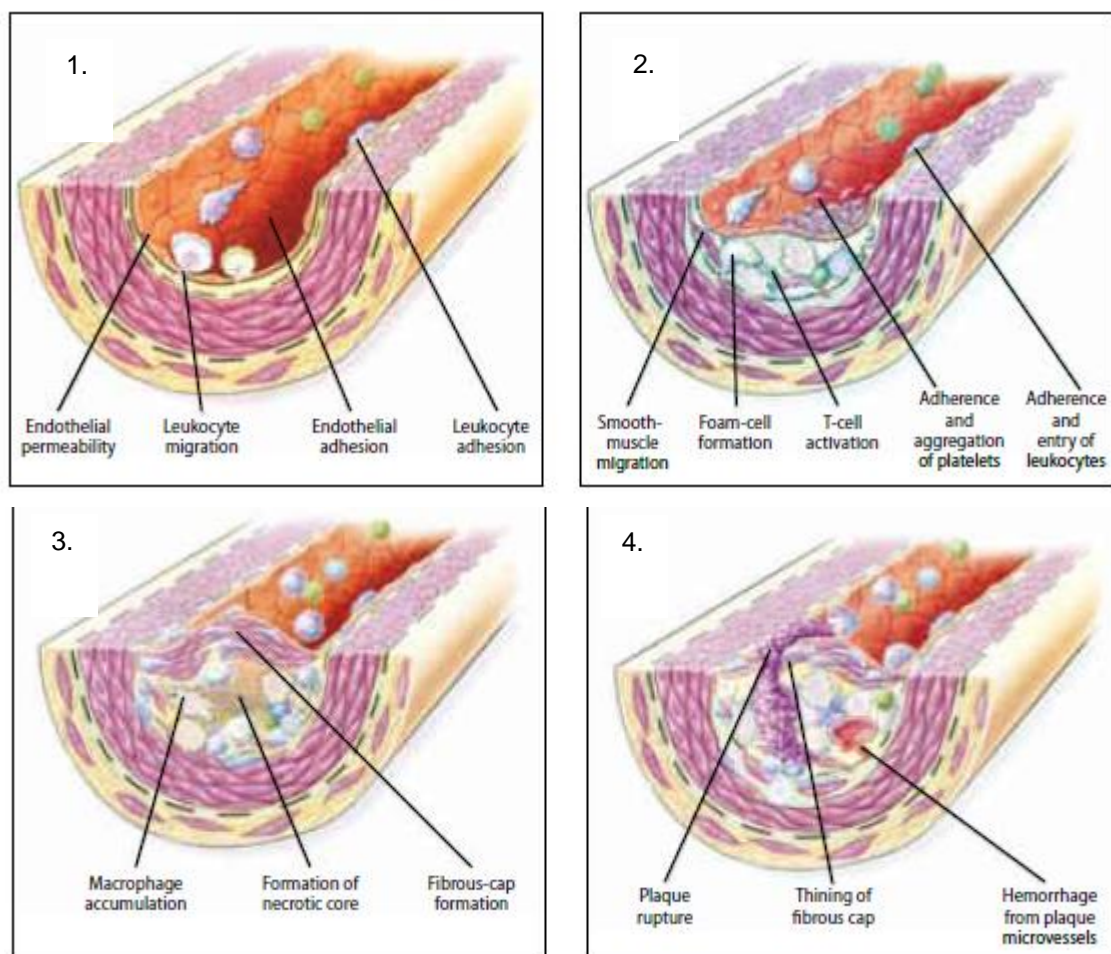 1.
Endothelial
permeability
Leukocyte
migration
Endothelial
adhesion
Leukocyte
adhesion
2.
Smooth-
muscle
migration
Foam-cell
formation
T-cell
activation
Adherence
and
aggregation
of platelets
Adherence
and
entry of
leukocytes
3.
Macrophage
accumulation
Formation of
necrotic core
Fibrous-cap
formation
4.
Plaque
rupture
Thining of
fibrous cap
Hemorrhage
from plaque
microvessels